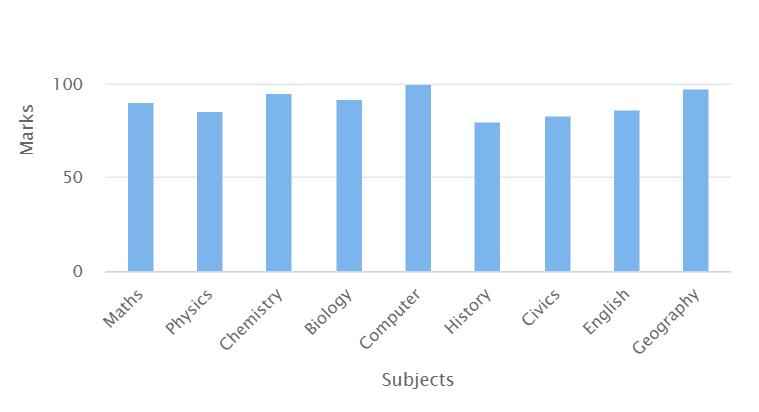 100
50
0
Marks
Maths
Physics
Chemistry
Biology
Computer
History
Civics
English
Geography
Subjects